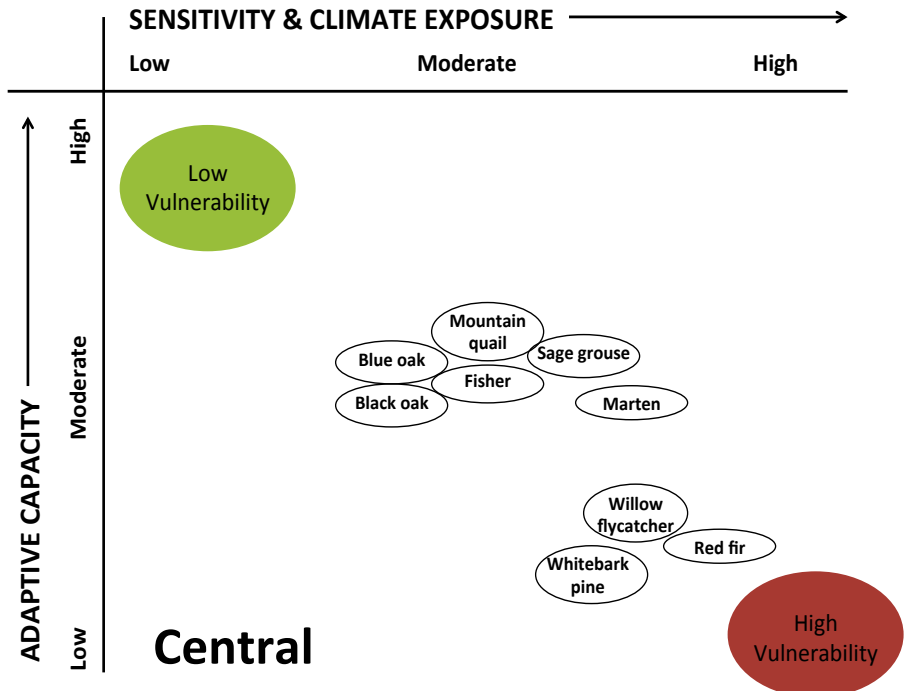 SENSITIVITY & CLIMATE EXPOSURE
Low
Moderate
High
ADAPTIVE CAPACITY
High
Moderate
Low
Low
Vulnerability
Mountain
quail
Sage grouse
Blue oak
Fisher
Black oak
Marten
Willow
flycatcher
Red fir
Whitebark
pine
High
Vulnerability
Central